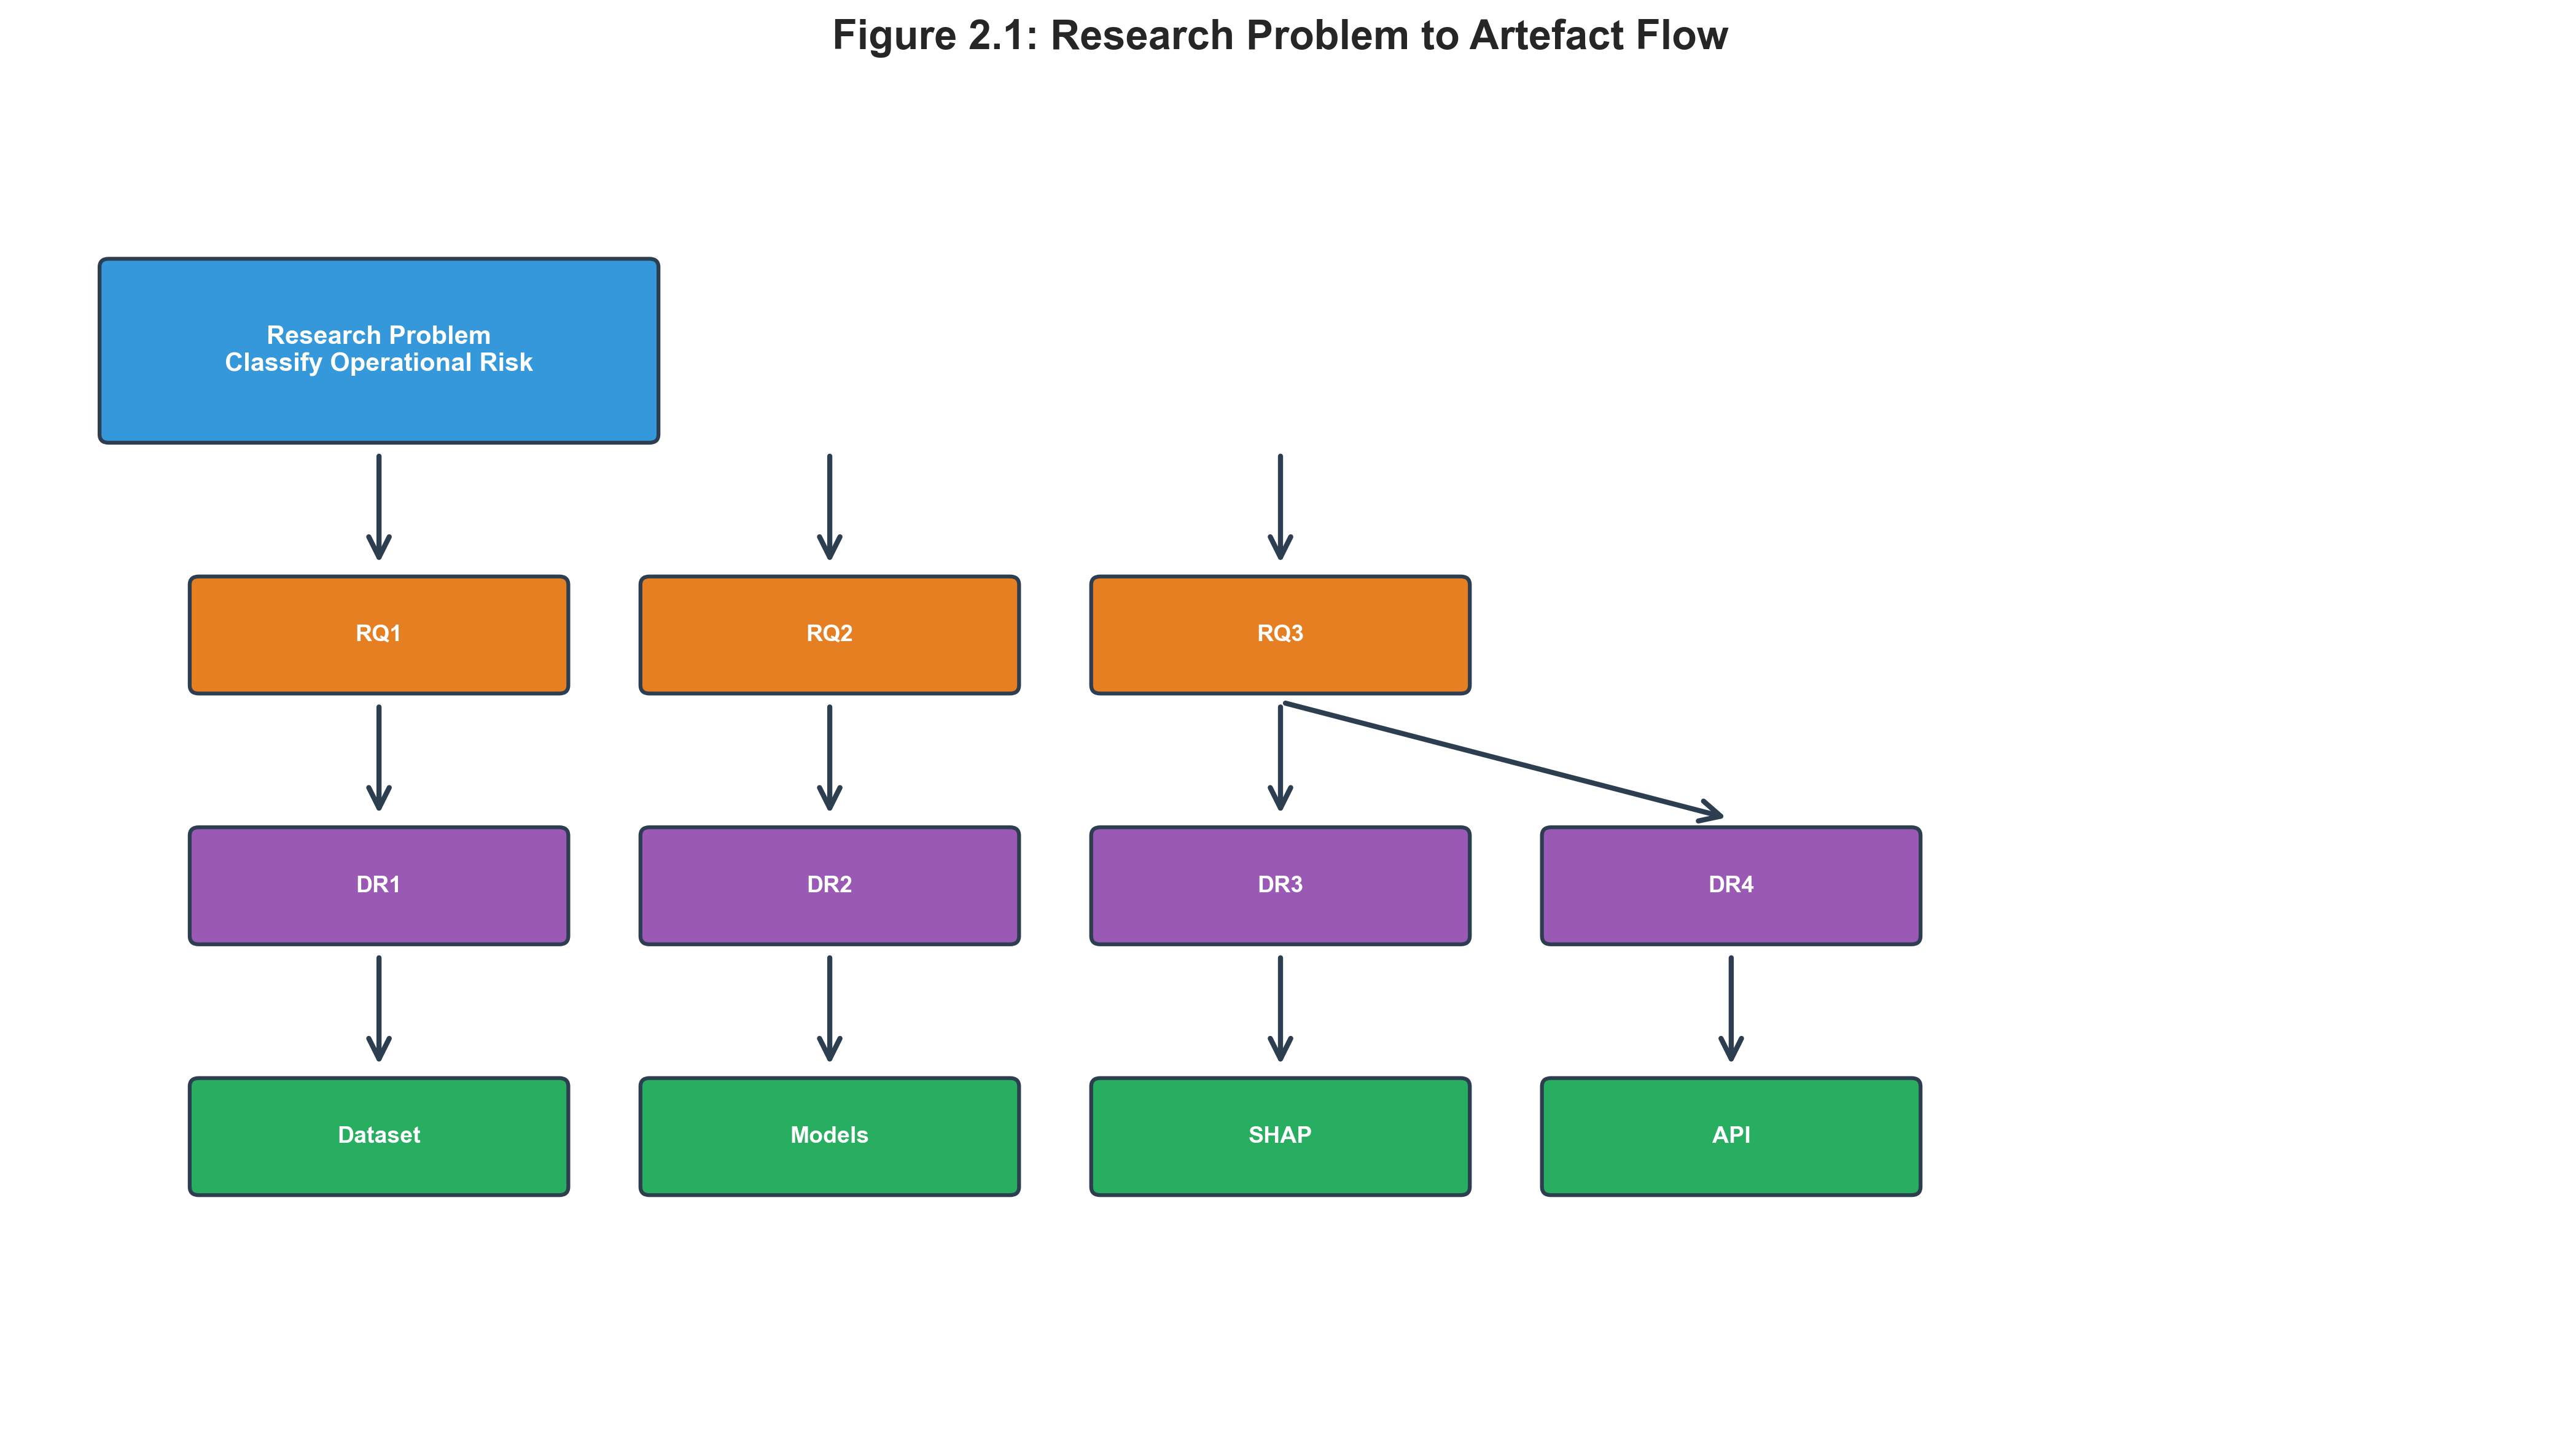 Figure 2.1: Research Problem to Artefact Flow
Research Problem
Classify Operational Risk
RQ1
RQ2
RQ3
DR1
DR2
DR3
DR4
Dataset
Models
SHAP
API